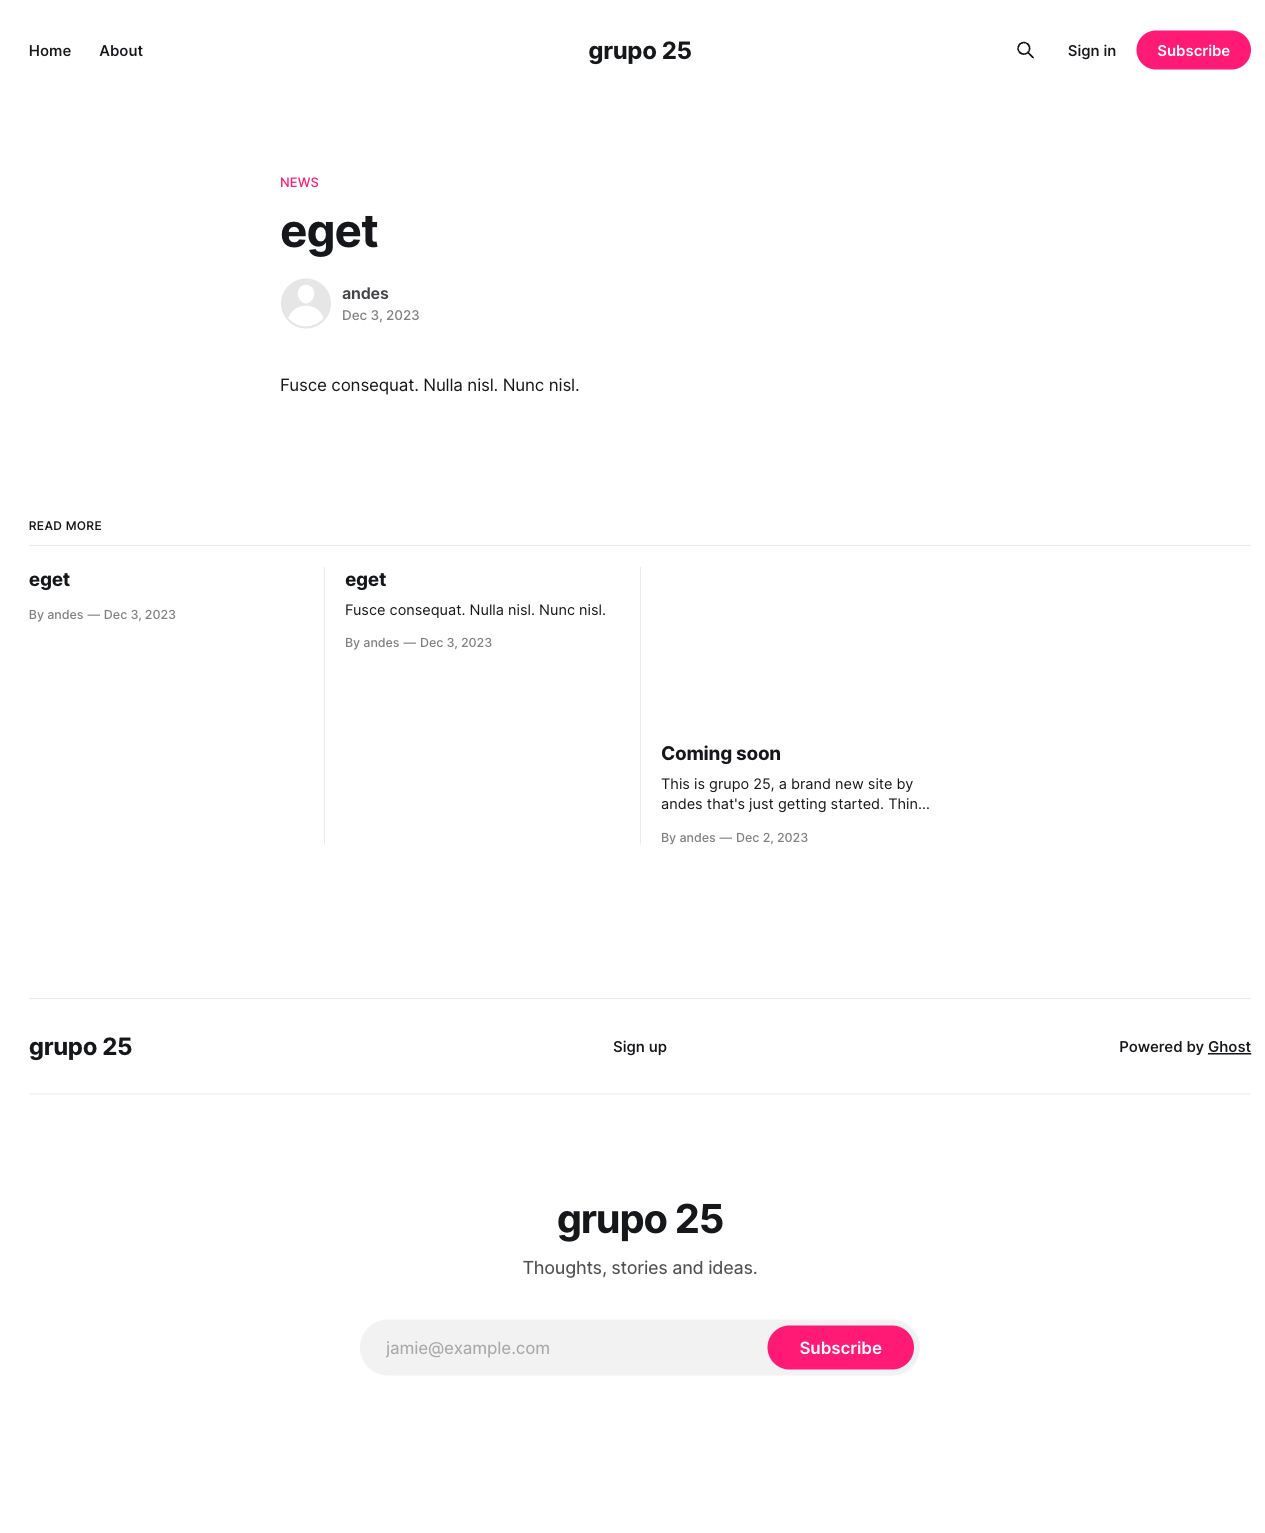 Home About grupo 25 Sign in Subscribe
NEWS
eget
andes
Dec 3, 2023
Fusce consequat. Nulla nisl. Nunc nisl.
READ MORE
eget
By andes — Dec 3, 2023
eget
Fusce consequat. Nulla nisl. Nunc nisl.
By andes — Dec 3, 2023
Coming soon
This is grupo 25, a brand new site by
andes that's just getting started. Thin…
By andes — Dec 2, 2023
grupo 25 Sign up Powered by Ghost
grupo 25
Thoughts, stories and ideas.
jamie@example.com Subscribe